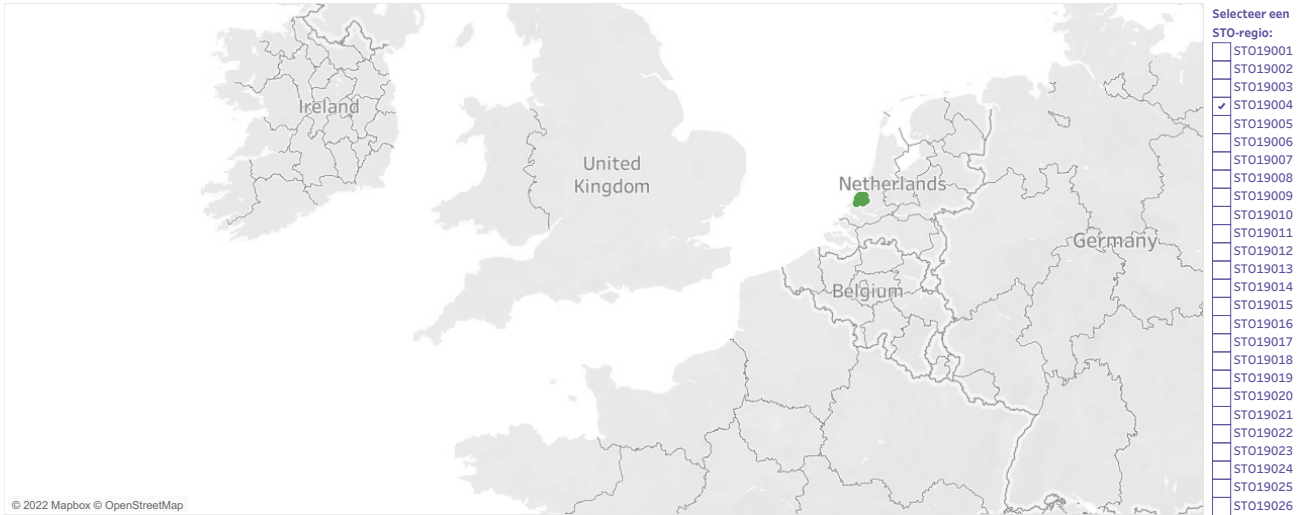 Ireland
United
Kingdom
Netherlands
Germany
Belgium
© 2022 Mapbox © OpenStreetMap
Selecteer een
STO-regio:
STO19001
STO19002
STO19003
STO19004
STO19005
STO19006
STO19007
STO19008
STO19009
STO19010
STO19011
STO19012
STO19013
STO19014
STO19015
STO19016
STO19017
STO19018
STO19019
STO19020
STO19021
STO19022
STO19023
STO19024
STO19025
STO19026